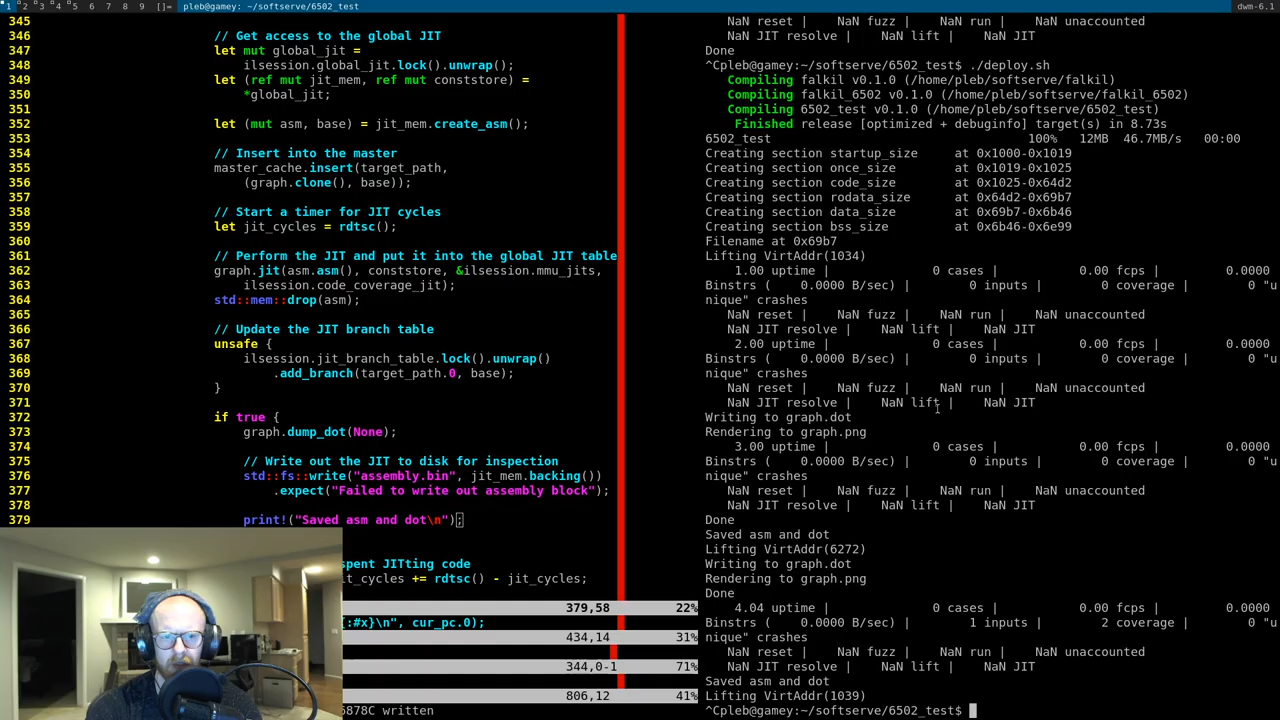 1 2 3 4 5 6 7 8 9 []= pleb@gamey: ~/softserve/6502_test dwm-6.1
345
346 // Get access to the global JIT
347 let mut global_jit =
348 ilsession.global_jit.lock().unwrap();
349 let (ref mut jit_mem, ref mut conststore) =
350 *global_jit;
351
352 let (mut asm, base) = jit_mem.create_asm();
353
354 // Insert into the master
355 master_cache.insert(target_path,
356 (graph.clone(), base));
357
358 // Start a timer for JIT cycles
359 let jit_cycles = rdtsc();
360
361 // Perform the JIT and put it into the global JIT table
362 graph.jit(asm.asm(), conststore, &ilsession.mmu_jits,
363 ilsession.code_coverage_jit);
364 std::mem::drop(asm);
365
366 // Update the JIT branch table
367 unsafe {
368 ilsession.jit_branch_table.lock().unwrap()
369 .add_branch(target_path.0, base);
370 }
371
372 if true {
373 graph.dump_dot(None);
374
375 // Write out the JIT to disk for inspection
376 std::fs::write("assembly.bin", jit_mem.backing())
377 .expect("Failed to write out assembly block");
378
379 print!("Saved asm and dot\n");
spent JITting code
it_cycles += rdtsc() - jit_cycles;
379,58 22%
{:#x}\n", cur_pc.0);
434,14 31%
344,0-1 71%
806,12 41%
6878C written
NaN reset | NaN fuzz | NaN run | NaN unaccounted
NaN JIT resolve | NaN lift | NaN JIT
Done
^Cpleb@gamey:~/softserve/6502_test$ ./deploy.sh
Compiling falkil v0.1.0 (/home/pleb/softserve/falkil)
Compiling falkil_6502 v0.1.0 (/home/pleb/softserve/falkil_6502)
Compiling 6502_test v0.1.0 (/home/pleb/softserve/6502_test)
Finished release [optimized + debuginfo] target(s) in 8.73s
6502_test 100% 12MB 46.7MB/s 00:00
Creating section startup_size at 0x1000-0x1019
Creating section once_size at 0x1019-0x1025
Creating section code_size at 0x1025-0x64d2
Creating section rodata_size at 0x64d2-0x69b7
Creating section data_size at 0x69b7-0x6b46
Creating section bss_size at 0x6b46-0x6e99
Filename at 0x69b7
Lifting VirtAddr(1034)
1.00 uptime | 0 cases | 0.00 fcps | 0.0000
Binstrs ( 0.0000 B/sec) | 0 inputs | 0 coverage | 0 "u
nique" crashes
NaN reset | NaN fuzz | NaN run | NaN unaccounted
NaN JIT resolve | NaN lift | NaN JIT
2.00 uptime | 0 cases | 0.00 fcps | 0.0000
Binstrs ( 0.0000 B/sec) | 0 inputs | 0 coverage | 0 "u
nique" crashes
NaN reset | NaN fuzz | NaN run | NaN unaccounted
NaN JIT resolve | NaN lift | NaN JIT
Writing to graph.dot
Rendering to graph.png
3.00 uptime | 0 cases | 0.00 fcps | 0.0000
Binstrs ( 0.0000 B/sec) | 0 inputs | 0 coverage | 0 "u
nique" crashes
NaN reset | NaN fuzz | NaN run | NaN unaccounted
NaN JIT resolve | NaN lift | NaN JIT
Done
Saved asm and dot
Lifting VirtAddr(6272)
Writing to graph.dot
Rendering to graph.png
Done
4.04 uptime | 0 cases | 0.00 fcps | 0.0000
Binstrs ( 0.0000 B/sec) | 1 inputs | 2 coverage | 0 "u
nique" crashes
NaN reset | NaN fuzz | NaN run | NaN unaccounted
NaN JIT resolve | NaN lift | NaN JIT
Saved asm and dot
Lifting VirtAddr(1039)
^Cpleb@gamey:~/softserve/6502_test$